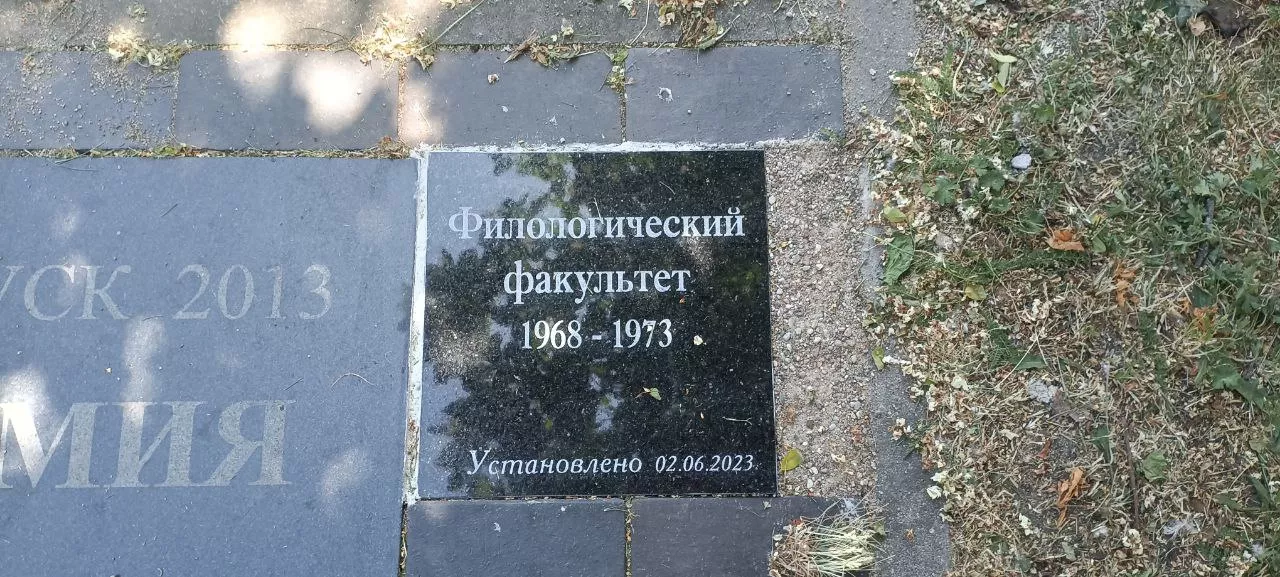 УСК 2013
МИЯ
Филологический
факультет
1968 - 1973
Установлено 02.06.2023